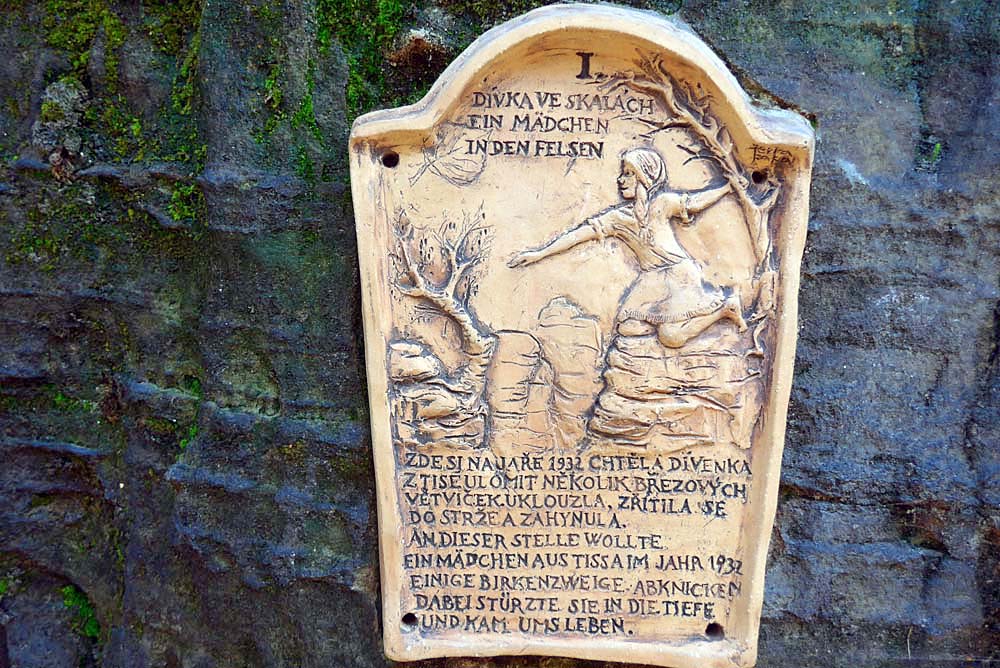 I.
DÍVKA VE SKALÁCH
EIN MÄDCHEN
IN DEN FELSEN
ZDE SI NA JAŘE 1932 CHTĚLA DÍVENKA
Z TISÉ ULOMIT NĚKOLIK BŘEZOVÝCH
VĚTVIČEK. UKLOUZLA, ZŘÍTILA SE
DO STRŽE A ZAHYNULA.
AN DIESER STELLE WOLLTE
EIN MÄDCHEN AUS TISSA IM JAHR 1932
EINIGE BIRKENZWEIGE. ABKNICKEN
DABEI STÜRZTE SIE IN DIE TIEFE
UND KAM UMS LEBEN.